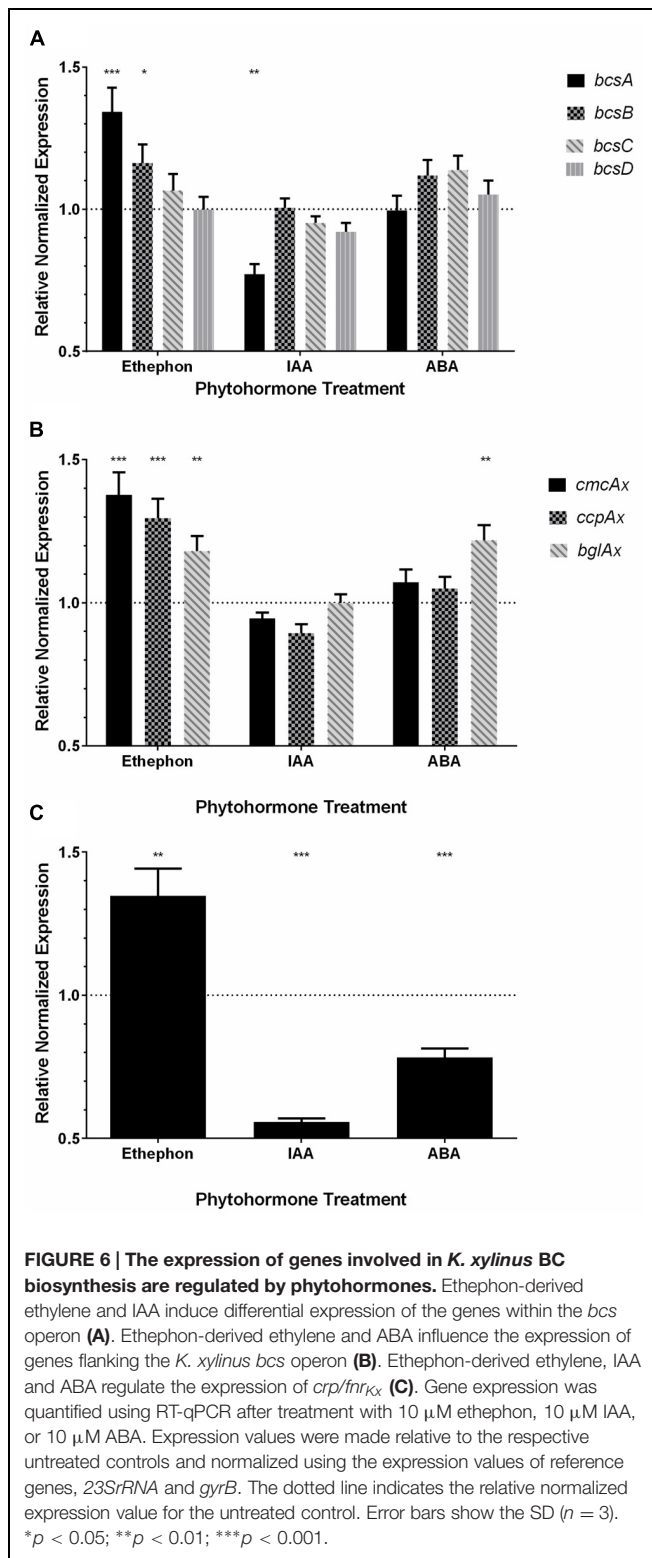 A
1.5
1.0
0.5
Relative Normalized Expression
*** * **
bcsA
bcsB
bcsC
bcsD
Ethephon IAA ABA
Phytohormone Treatment
B
1.5
1.0
0.5
Relative Normalized Expression
*** *** ** **
cmcAx
ccpAx
bglAx
Ethephon IAA ABA
Phytohormone Treatment
C
1.5
1.0
0.5
Relative Normalized Expression
** *** ***
Ethephon IAA ABA
Phytohormone Treatment
FIGURE 6 | The expression of genes involved in K. xylinus BC
biosynthesis are regulated by phytohormones. Ethephon-derived
ethylene and IAA induce differential expression of the genes within the bcs
operon (A). Ethephon-derived ethylene and ABA influence the expression of
genes flanking the K. xylinus bcs operon (B). Ethephon-derived ethylene, IAA
and ABA regulate the expression of crp/fnrKx (C). Gene expression was
quantified using RT-qPCR after treatment with 10 μM ethephon, 10 μM IAA,
or 10 μM ABA. Expression values were made relative to the respective
untreated controls and normalized using the expression values of reference
genes, 23SrRNA and gyrB. The dotted line indicates the relative normalized
expression value for the untreated control. Error bars show the SD (n = 3).
*p < 0.05; **p < 0.01; ***p < 0.001.